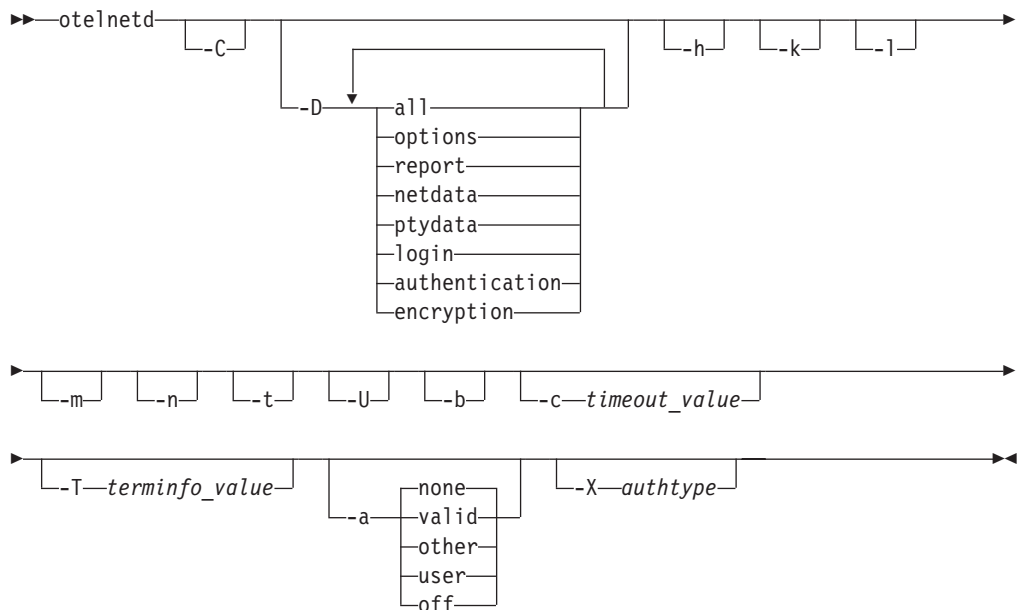 otelnetd -C -D all -h -k -l
options
report
netdata
ptydata
login
authentication
encryption
-m -n -t -U -b -c timeout_value
-T terminfo_value -a none -X authtype
valid
other
user
off